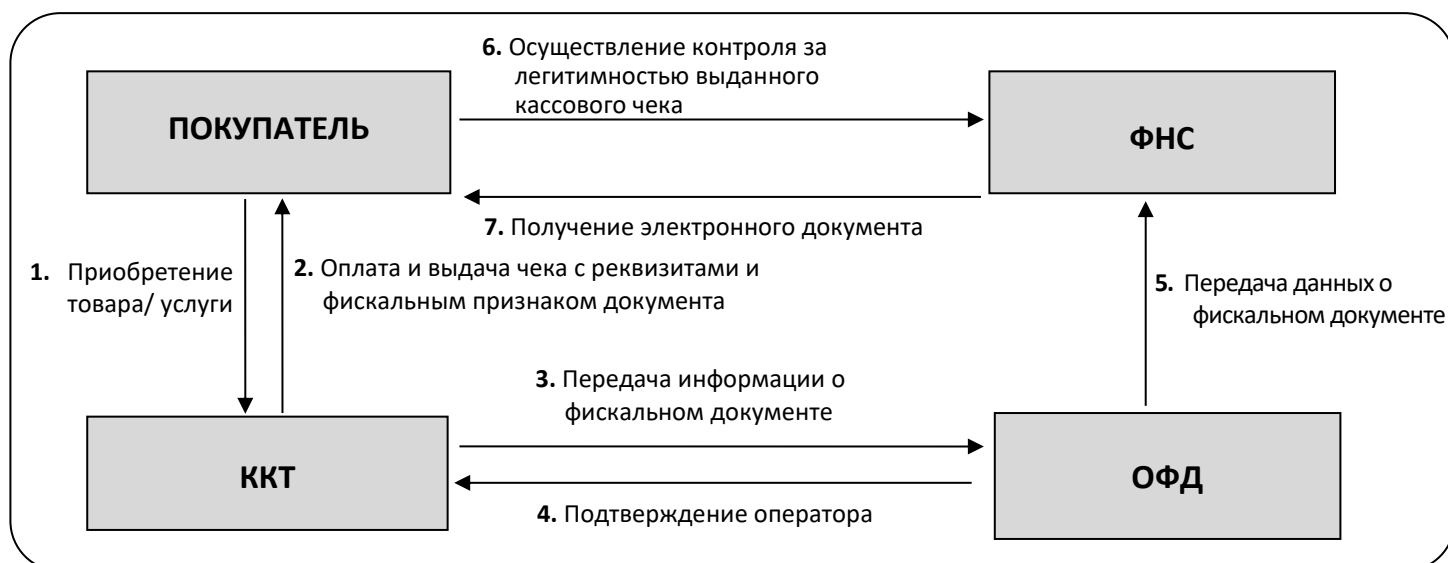 6. Осуществление контроля за
легитимностью выданного
кассового чека
ПОКУПАТЕЛЬ
ФНС
7. Получение электронного документа
1. Приобретение
товара/ услуги
2. Оплата и выдача чека с реквизитами и
фискальным признаком документа
5. Передача данных о
фискальном документе
3. Передача информации о
фискальном документе
ККТ
ОФД
4. Подтверждение оператора